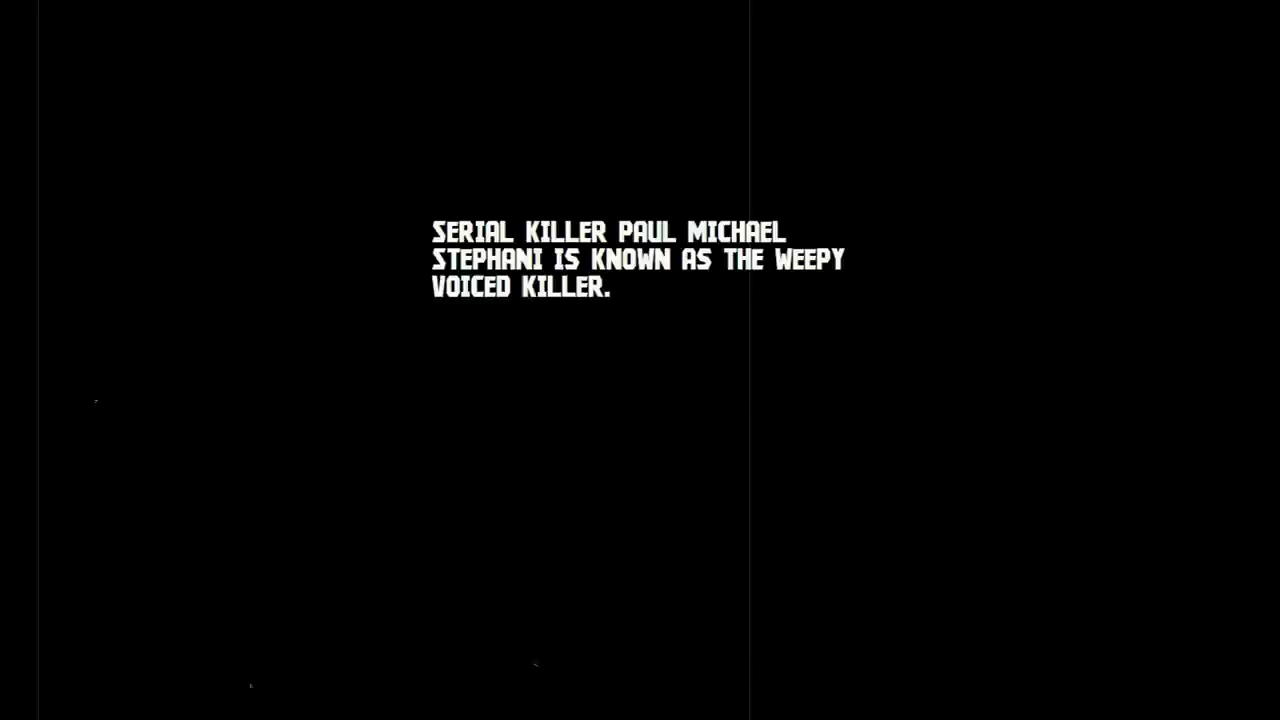 SERIAL KILLER PAUL MICHAEL
STEPHANI IS KNOWN AS THE WEEPY
VOICED KILLER.